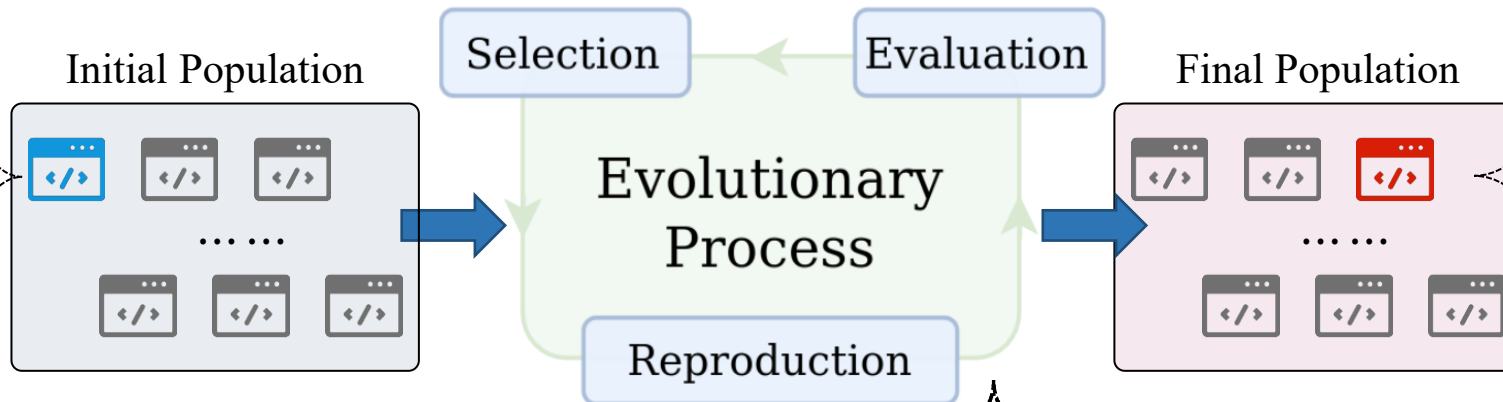 Initial Population
Selection
Evaluation
Final Population
</>
</>
</>
Evolutionary
Process
</>
</>
</>
... ...
... ...
</>
</>
</>
Reproduction
</>
</>
</>